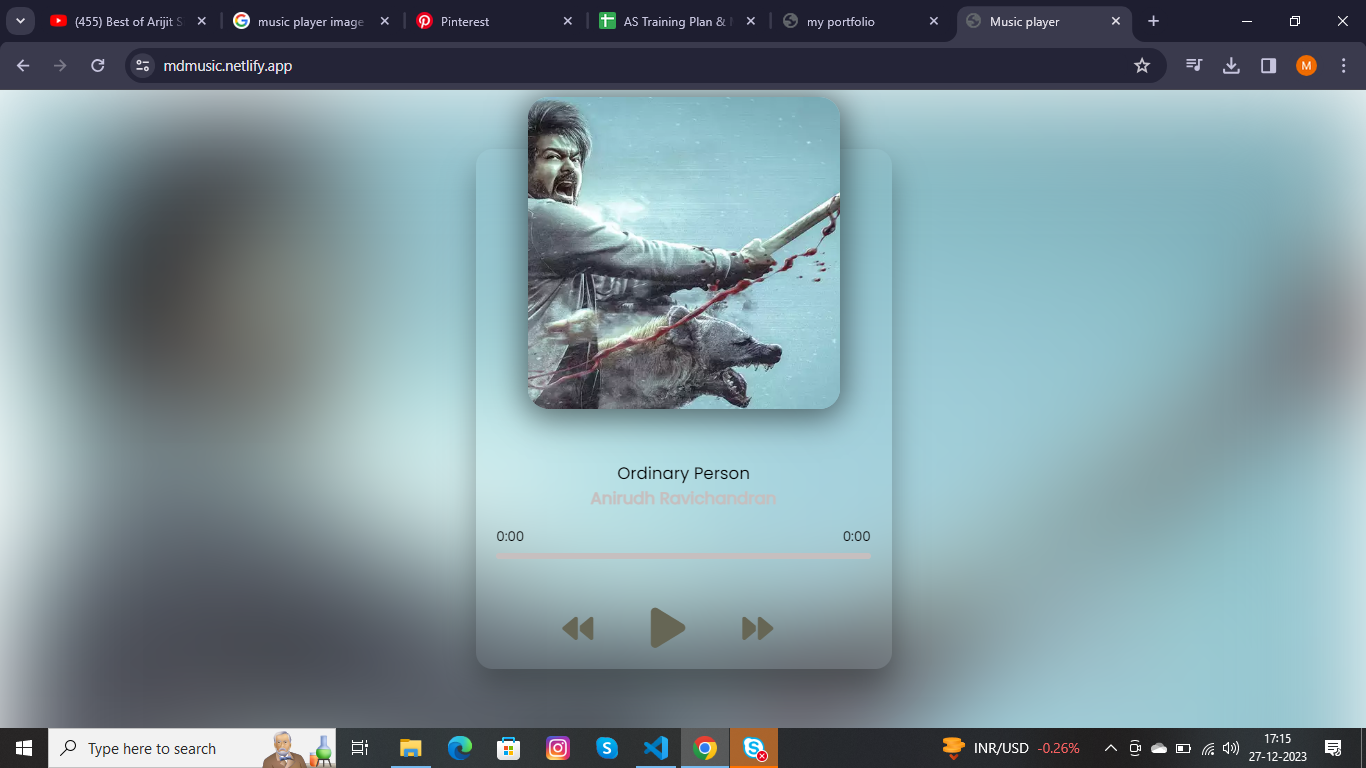 (455) Best of Arijit S
music player image
Pinterest
AS Training Plan &
my portfolio
Music player
mdmusic.netlify.app
M
Ordinary Person
Anirudh Ravichandran
0:00 0:00
Type here to search
INR/USD -0.26%
17:15
27-12-2023